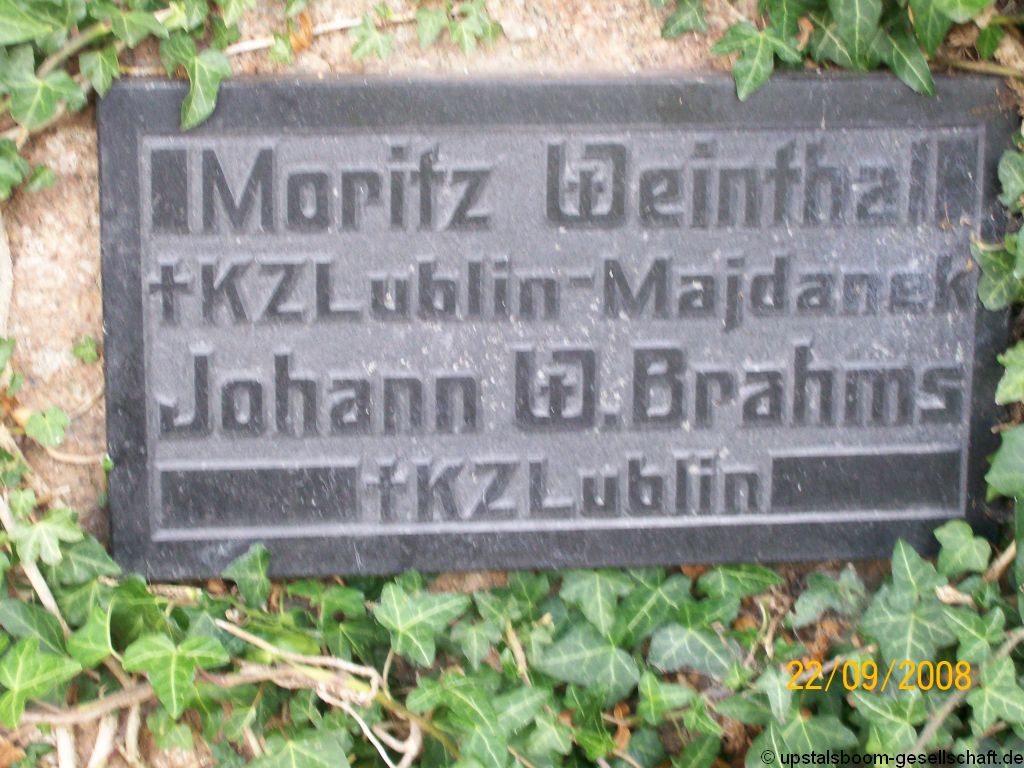 Moritz Weinthal
†KZ Lublin-Majdanek
Johann W. Brahms
†KZ Lublin
22/09/2008
© upstalsboom-gesellschaft.de